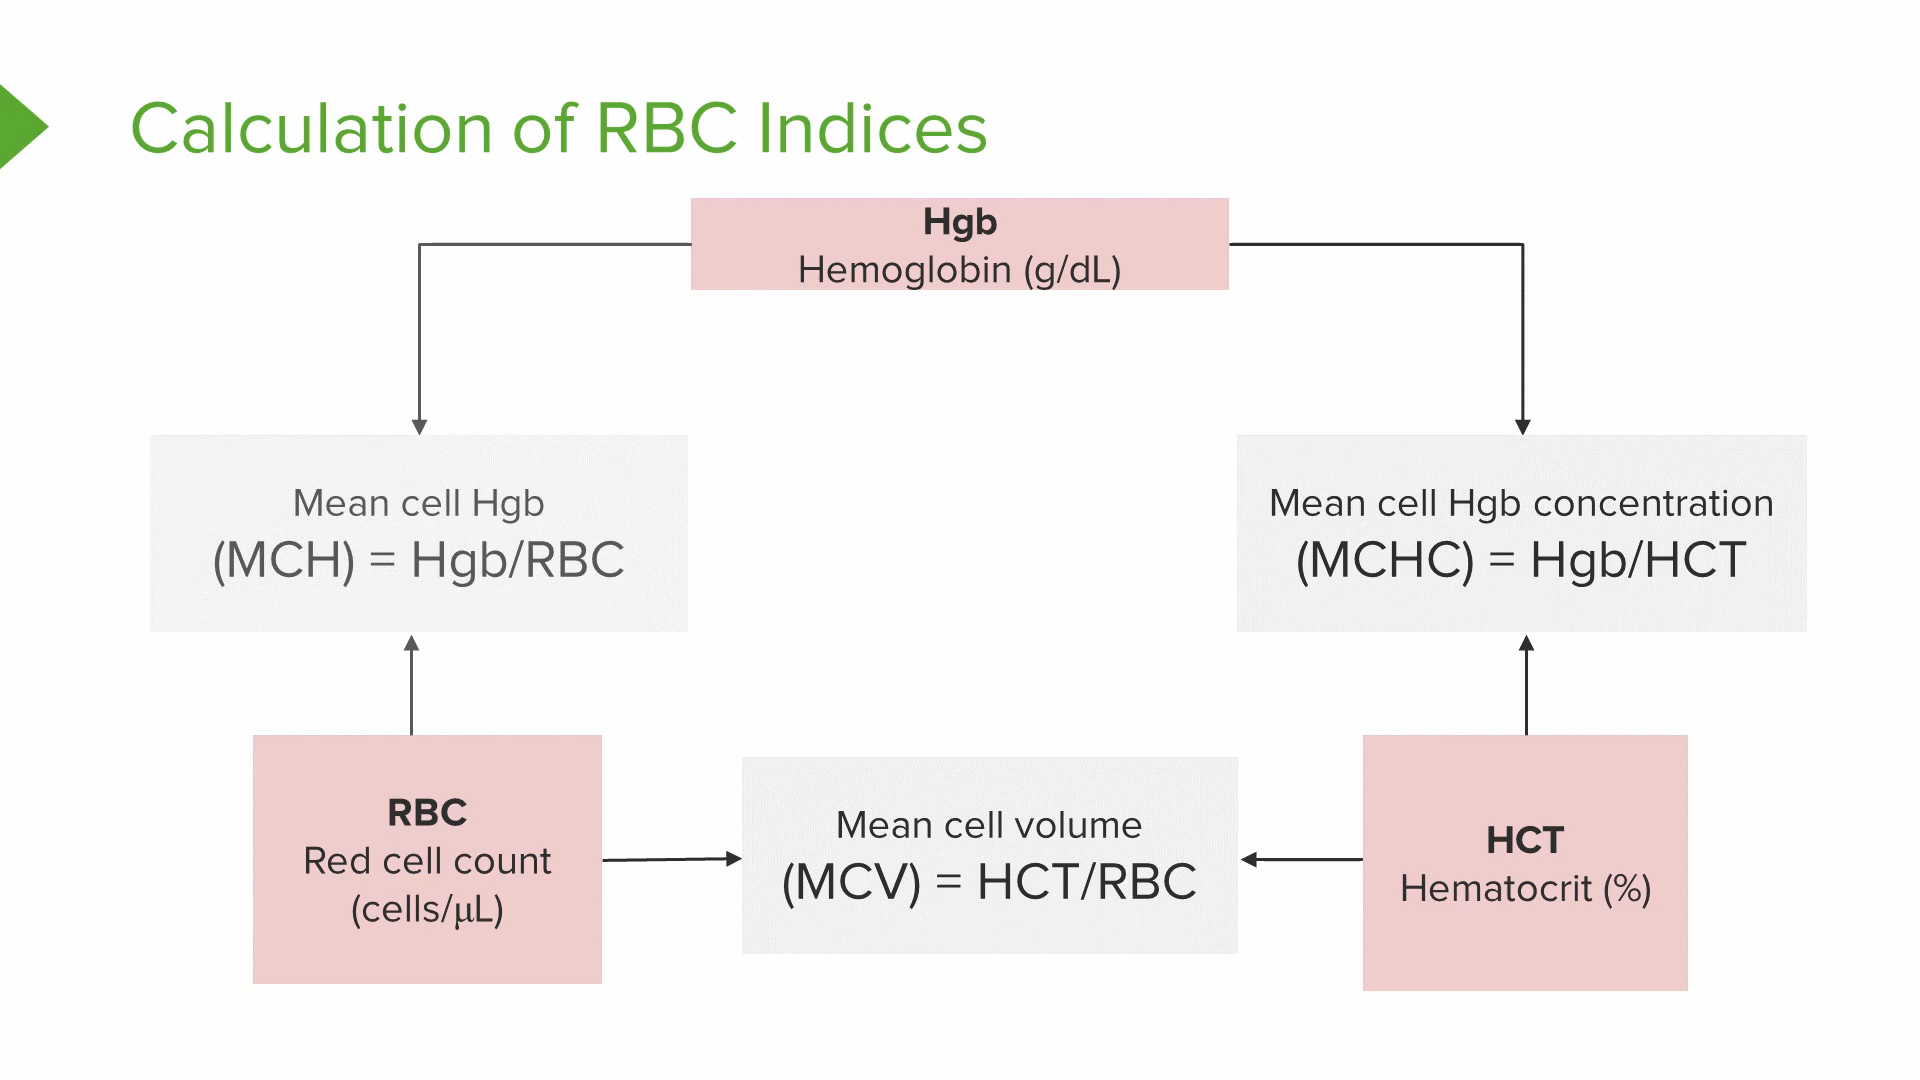 Calculation of RBC Indices
Hgb
Hemoglobin (g/dL)
Mean cell Hgb
(MCH) = Hgb/RBC
Mean cell Hgb concentration
(MCHC) = Hgb/HCT
RBC
Red cell count
(cells/μL)
Mean cell volume
(MCV) = HCT/RBC
HCT
Hematocrit (%)